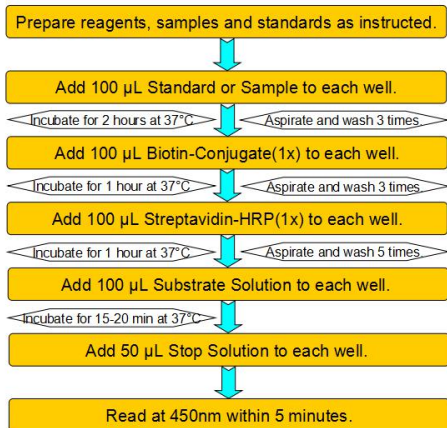 Prepare reagents, samples and standards as instructed.
Add 100 µL Standard or Sample to each well.
Incubate for 2 hours at 37°C
Aspirate and wash 3 times.
Add 100 µL Biotin-Conjugate(1x) to each well.
Incubate for 1 hour at 37°C
Aspirate and wash 3 times.
Add 100 µL Streptavidin-HRP(1x) to each well.
Incubate for 1 hour at 37°C
Aspirate and wash 5 times.
Add 100 µL Substrate Solution to each well.
Incubate for 15-20 min at 37°C
Add 50 µL Stop Solution to each well.
Read at 450nm within 5 minutes.